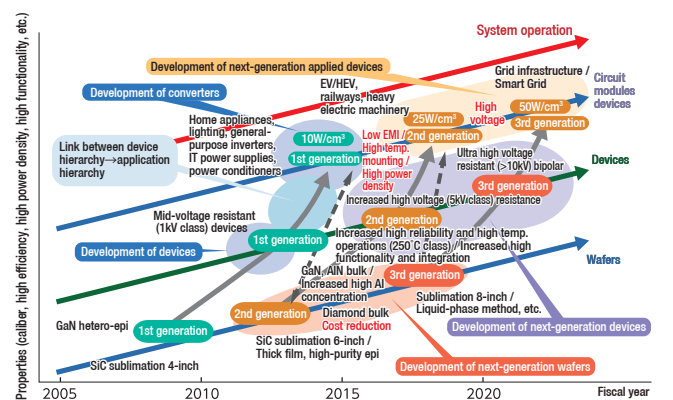 System operation
Development of next-generation applied devices
Grid infrastructure /
Smart Grid
Circuit
modules
devices
EV/HEV,
railways, heavy
electric machinery
Development of converters
50W/cm³
3rd generation
High
voltage
25W/cm³
2nd generation
Home appliances,
lighting, general-
purpose inverters,
IT power supplies,
power conditioners
10W/cm³
1st generation
Low EMI /
High temp.
mounting /
High power
density
Link between device
hierarchy→application
hierarchy
Ultra high voltage
resistant (>10kV) bipolar
Devices
3rd generation
Increased high voltage (5kV class) resistance
Mid-voltage resistant
(1kV class) devices
2nd generation
1st generation
Increased high reliability and high temp.
operations (250 C class) / Increased high
functionality and integration
Development of devices
Wafers
GaN, AlN bulk /
Increased high Al
concentration
3rd generation
Sublimation 8-inch /
Liquid-phase method, etc.
2nd generation
Diamond bulk
Cost reduction
GaN hetero-epi
1st generation
Development of next-generation devices
SiC sublimation 6-inch /
Thick film, high-purity epi
SiC sublimation 4-inch
Development of next-generation wafers
Properties (caliber, high efficiency, high power density, high functionality, etc.)
2005
2010
2015
2020
Fiscal year